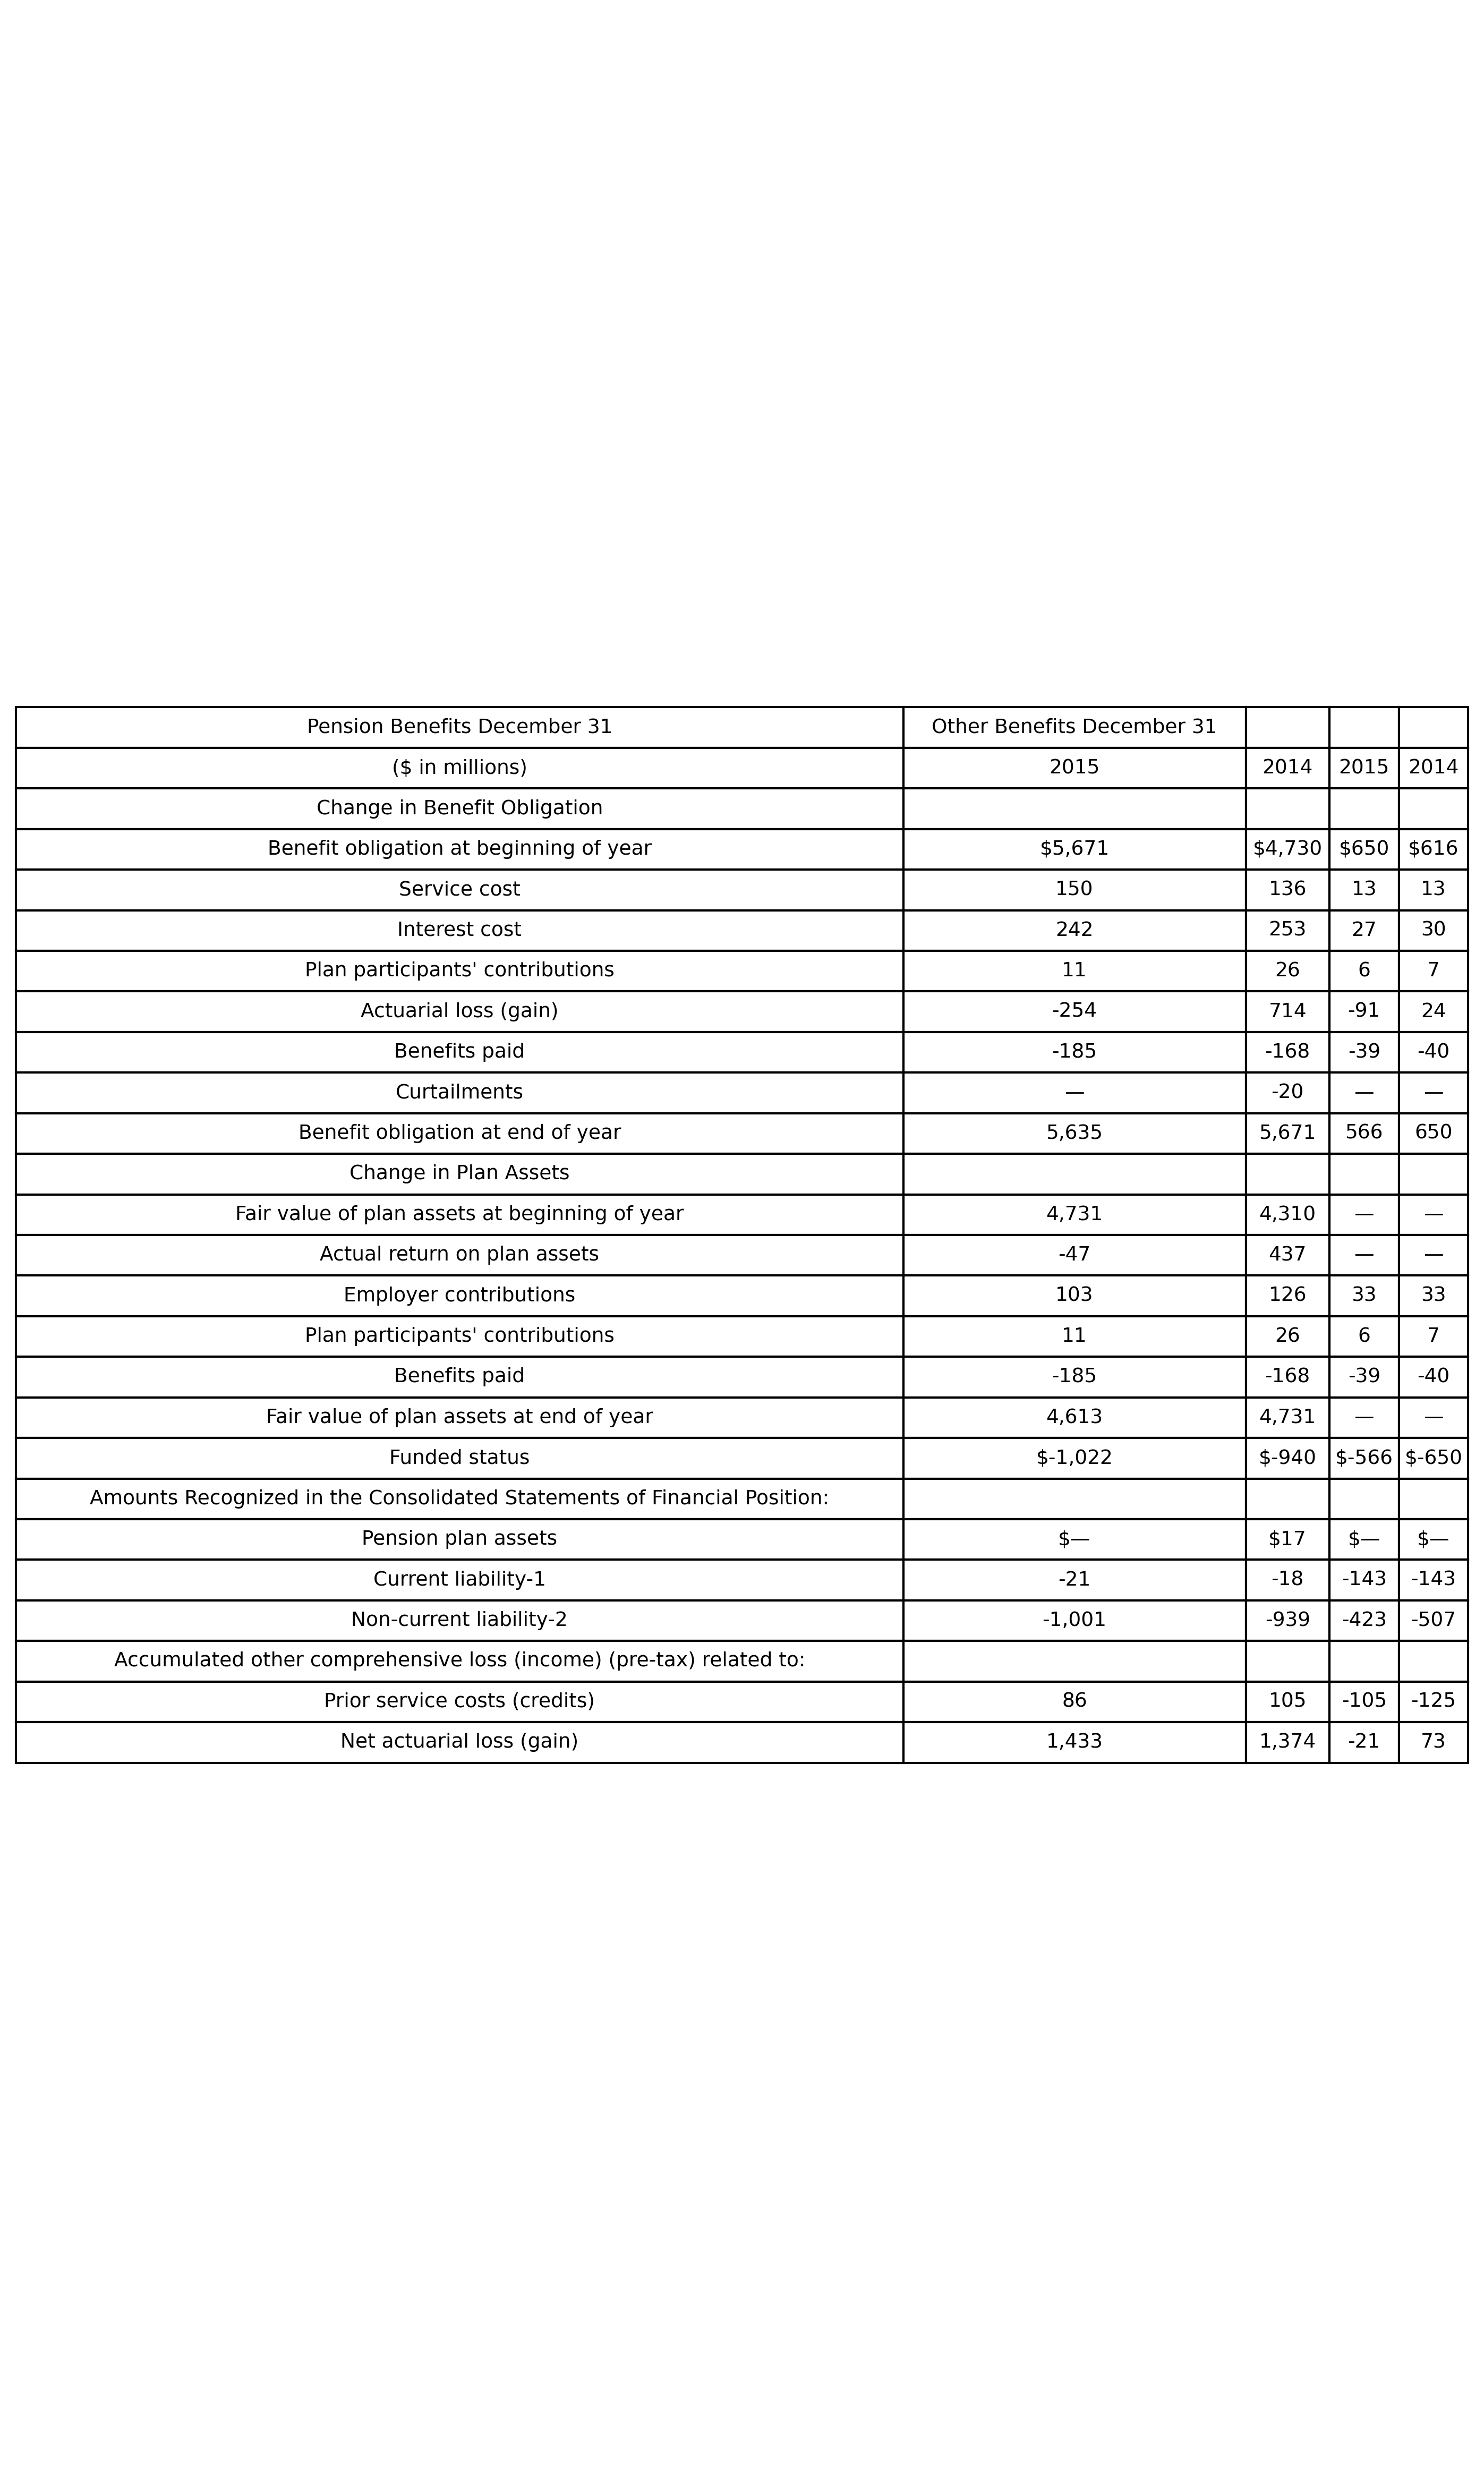 Pension Benefits December 31 Other Benefits December 31
($ in millions) 2015 2014 2015 2014
Change in Benefit Obligation
Benefit obligation at beginning of year $5,671 $4,730 $650 $616
Service cost 150 136 13 13
Interest cost 242 253 27 30
Plan participants' contributions 11 26 6 7
Actuarial loss (gain) -254 714 -91 24
Benefits paid -185 -168 -39 -40
Curtailments — -20 — —
Benefit obligation at end of year 5,635 5,671 566 650
Change in Plan Assets
Fair value of plan assets at beginning of year 4,731 4,310 — —
Actual return on plan assets -47 437 — —
Employer contributions 103 126 33 33
Plan participants' contributions 11 26 6 7
Benefits paid -185 -168 -39 -40
Fair value of plan assets at end of year 4,613 4,731 — —
Funded status $-1,022 $-940 $-566 $-650
Amounts Recognized in the Consolidated Statements of Financial Position:
Pension plan assets $— $17 $— $—
Current liability-1 -21 -18 -143 -143
Non-current liability-2 -1,001 -939 -423 -507
Accumulated other comprehensive loss (income) (pre-tax) related to:
Prior service costs (credits) 86 105 -105 -125
Net actuarial loss (gain) 1,433 1,374 -21 73